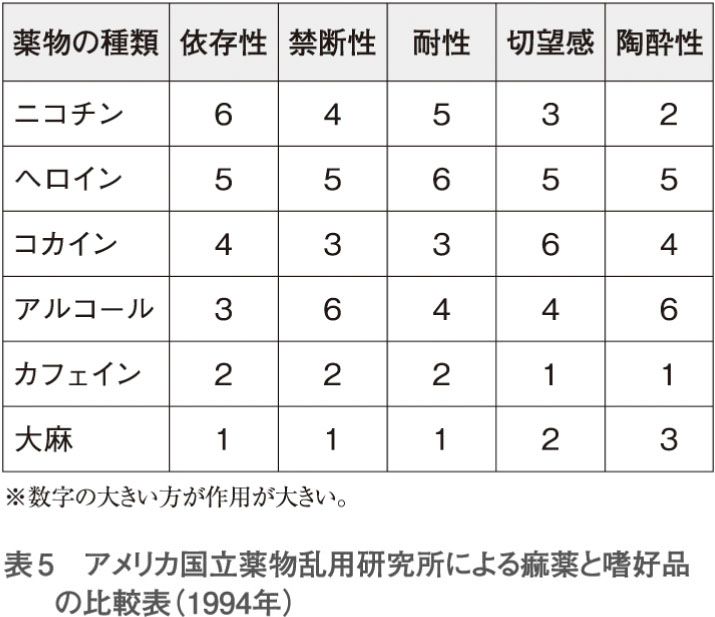 薬物の種類 依存性 禁断性 耐性 切望感 陶酔性
ニコチン 6 4 5 3 2
ヘロイン 5 5 6 5 5
コカイン 4 3 3 6 4
アルコール 3 6 4 4 6
カフェイン 2 2 2 1 1
大麻 1 1 1 2 3
※数字の大きい方が作用が大きい。
表5 アメリカ国立薬物乱用研究所による痲薬と嗜好品
の比較表（1994年）